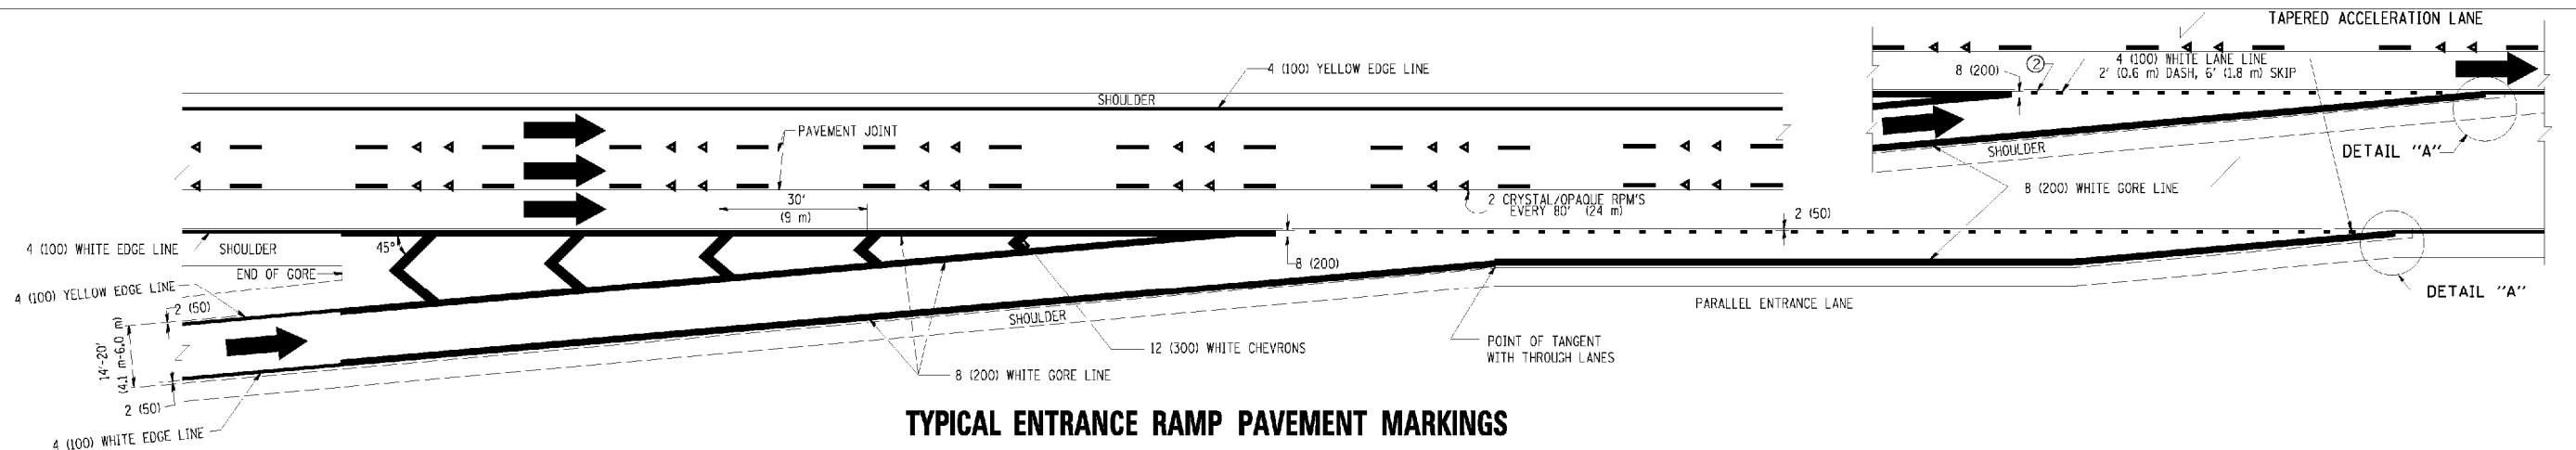 TAPERED ACCELERATION LANE
4 (100) YELLOW EDGE LINE
8 (200)
②
4 (100) WHITE LANE LINE
2' (0.6 m) DASH, 6' (1.8 m) SKIP
SHOULDER
PAVEMENT JOINT
SHOULDER
DETAIL "A"
30'
(9 m)
2 CRYSTAL/OPAQUE RPM'S
EVERY 80' (24 m)
8 (200) WHITE GORE LINE
2 (50)
4 (100) WHITE EDGE LINE
SHOULDER
45°
END OF GORE
8 (200)
4 (100) YELLOW EDGE LINE
2 (50)
14'-20'
(4.1 m-6.0 m)
SHOULDER
PARALLEL ENTRANCE LANE
DETAIL "A"
12 (300) WHITE CHEVRONS
POINT OF TANGENT
WITH THROUGH LANES
8 (200) WHITE GORE LINE
2 (50)
4 (100) WHITE EDGE LINE
TYPICAL ENTRANCE RAMP PAVEMENT MARKINGS